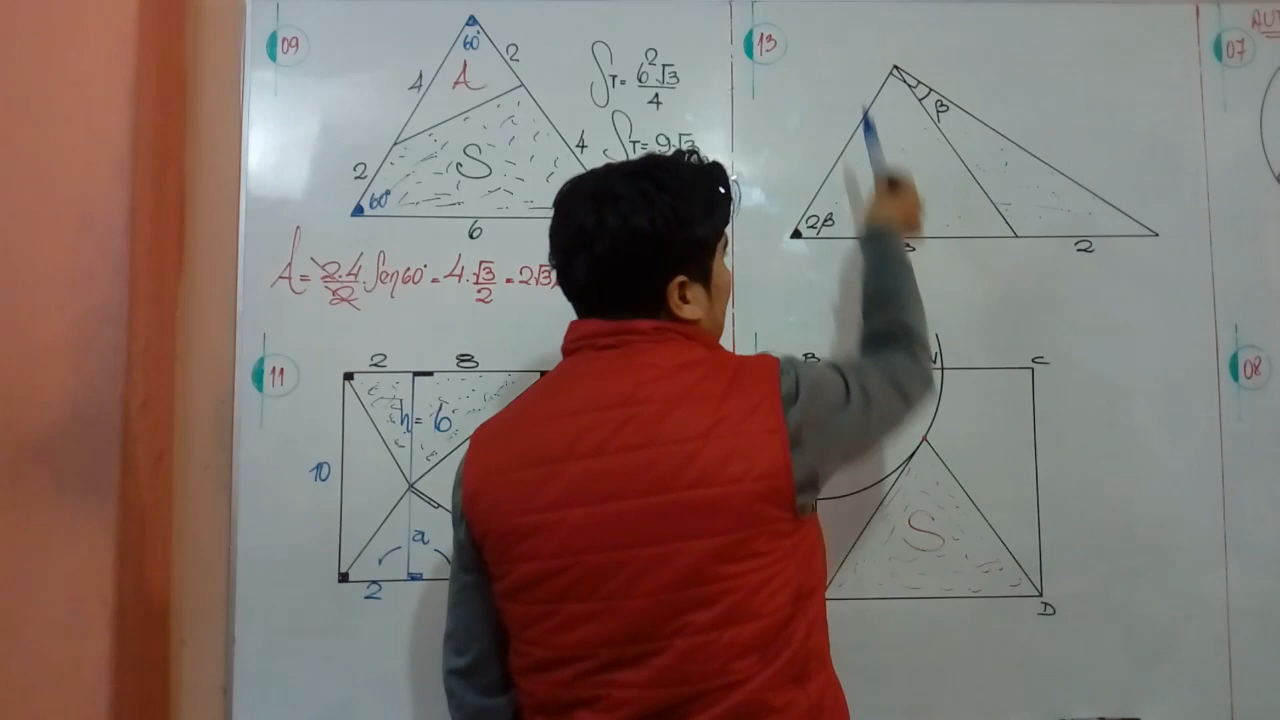 09
60°
2
4
A
S
2
60°
4
6
S_T = 6²√3/4
S_T = 9√3
A = 2·4/2 · Sen60° = 4·√3/2 = 2√3
11
2
8
h = 6
10
a
2
13
β
2β
2
B
C
S
D
07
08